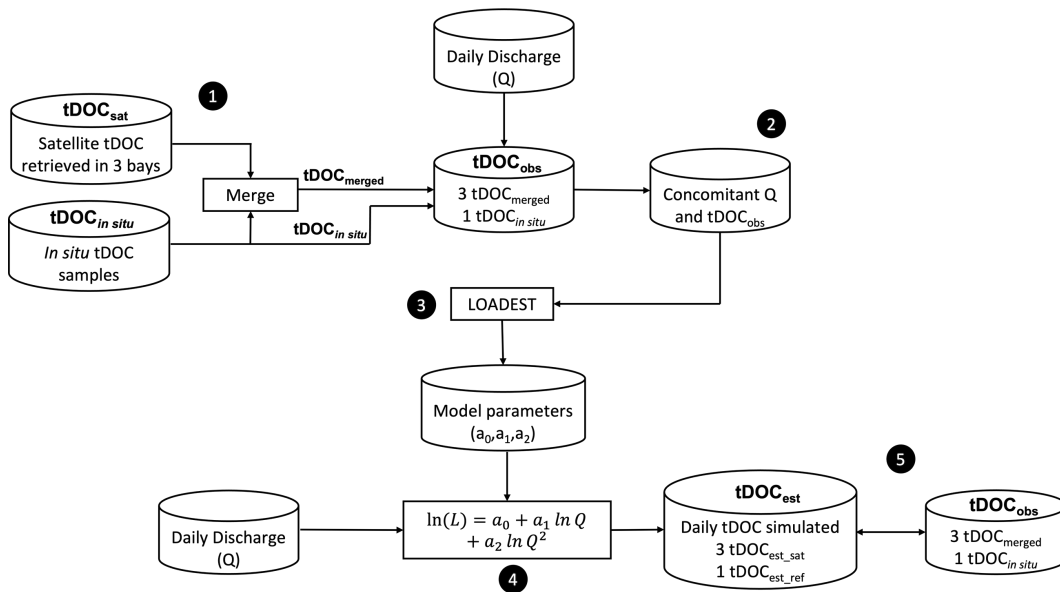 Daily Discharge
(Q)
1
tDOCsat
Satellite tDOC
retrieved in 3 bays
2
tDOCobs
3 tDOCmerged
1 tDOCin situ
Concomitant Q
and tDOCobs
tDOCmerged
Merge
tDOCin situ
tDOCin situ
In situ tDOC
samples
3
LOADEST
Model parameters
(a0,a1,a2)
5
Daily Discharge
(Q)
ln(L) = a0 + a1 ln Q
+ a2 ln Q²
4
tDOCest
Daily tDOC simulated
3 tDOCest_sat
1 tDOCest_ref
tDOCobs
3 tDOCmerged
1 tDOCin situ